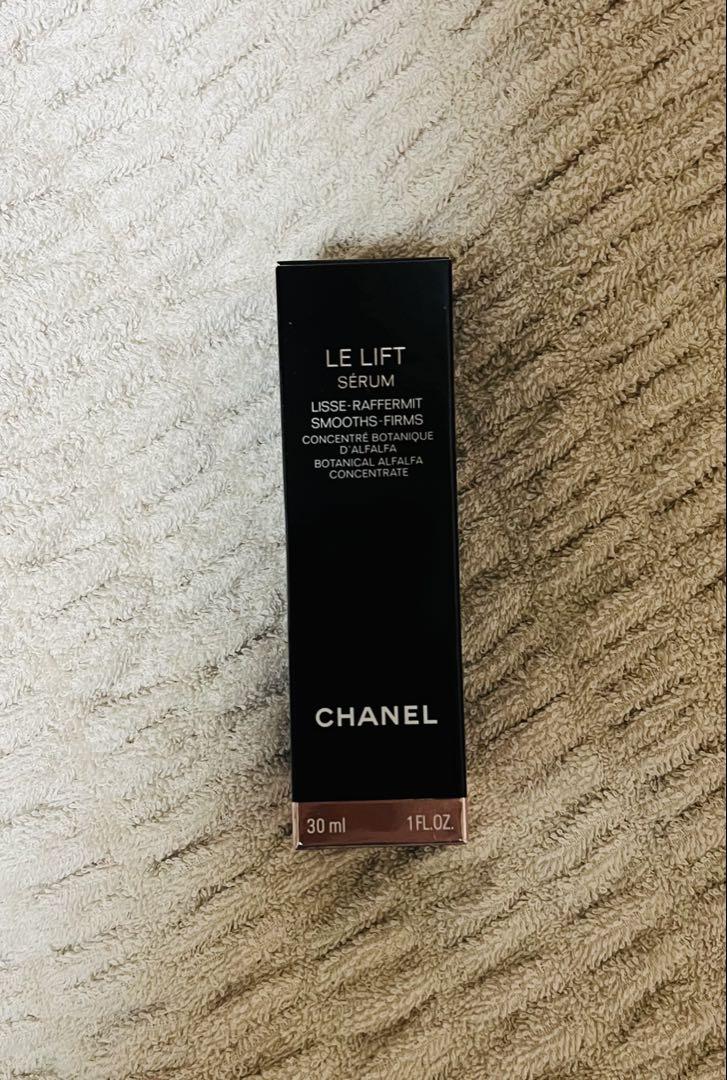 LE LIFT
SÉRUM
LISSE-RAFFERMIT
SMOOTHS-FIRMS
CONCENTRÉ BOTANIQUE
D'ALFALFA
BOTANICAL ALFALFA
CONCENTRATE
CHANEL
30 ml 1 FL.OZ.